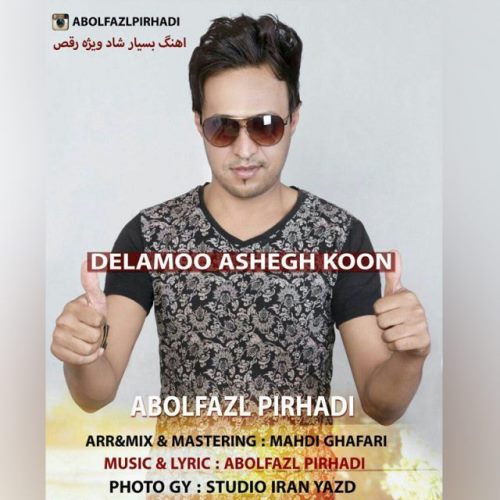 ABOLFAZLPIRHADI
اهنگ بسیار شاد ویژه رقص
DELAMOO ASHEGH KOON
ABOLFAZL PIRHADI
ARR&MIX & MASTERING : MAHDI GHAFARI
MUSIC & LYRIC : ABOLFAZL PIRHADI
PHOTO GY : STUDIO IRAN YAZD